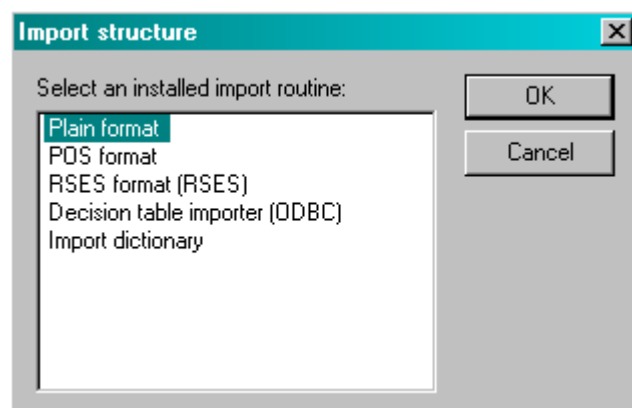 Import structure
Select an installed import routine:
OK
Plain format
Cancel
POS format
RSES format (RSES)
Decision table importer (ODBC)
Import dictionary